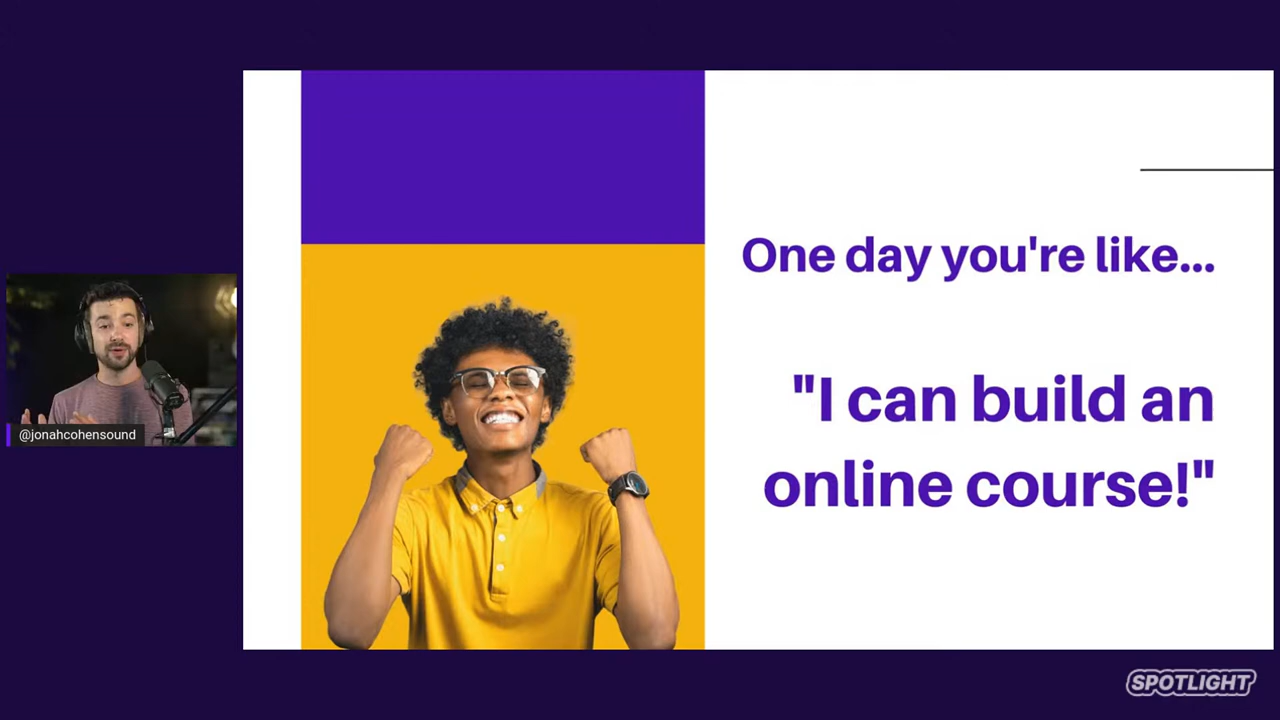 One day you're like...
"I can build an
online course!"
@jonahcohensound
SPOTLIGHT